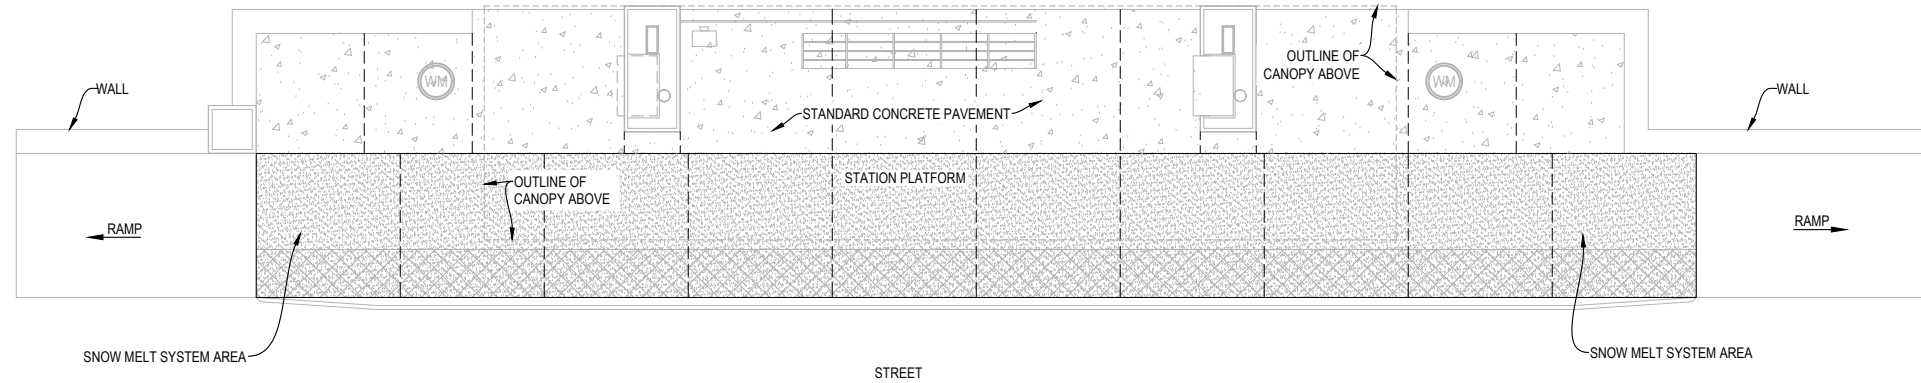 OUTLINE OF
CANOPY ABOVE
WM
WM
WALL
WALL
STANDARD CONCRETE PAVEMENT
STATION PLATFORM
OUTLINE OF
CANOPY ABOVE
RAMP
RAMP
SNOW MELT SYSTEM AREA
SNOW MELT SYSTEM AREA
STREET